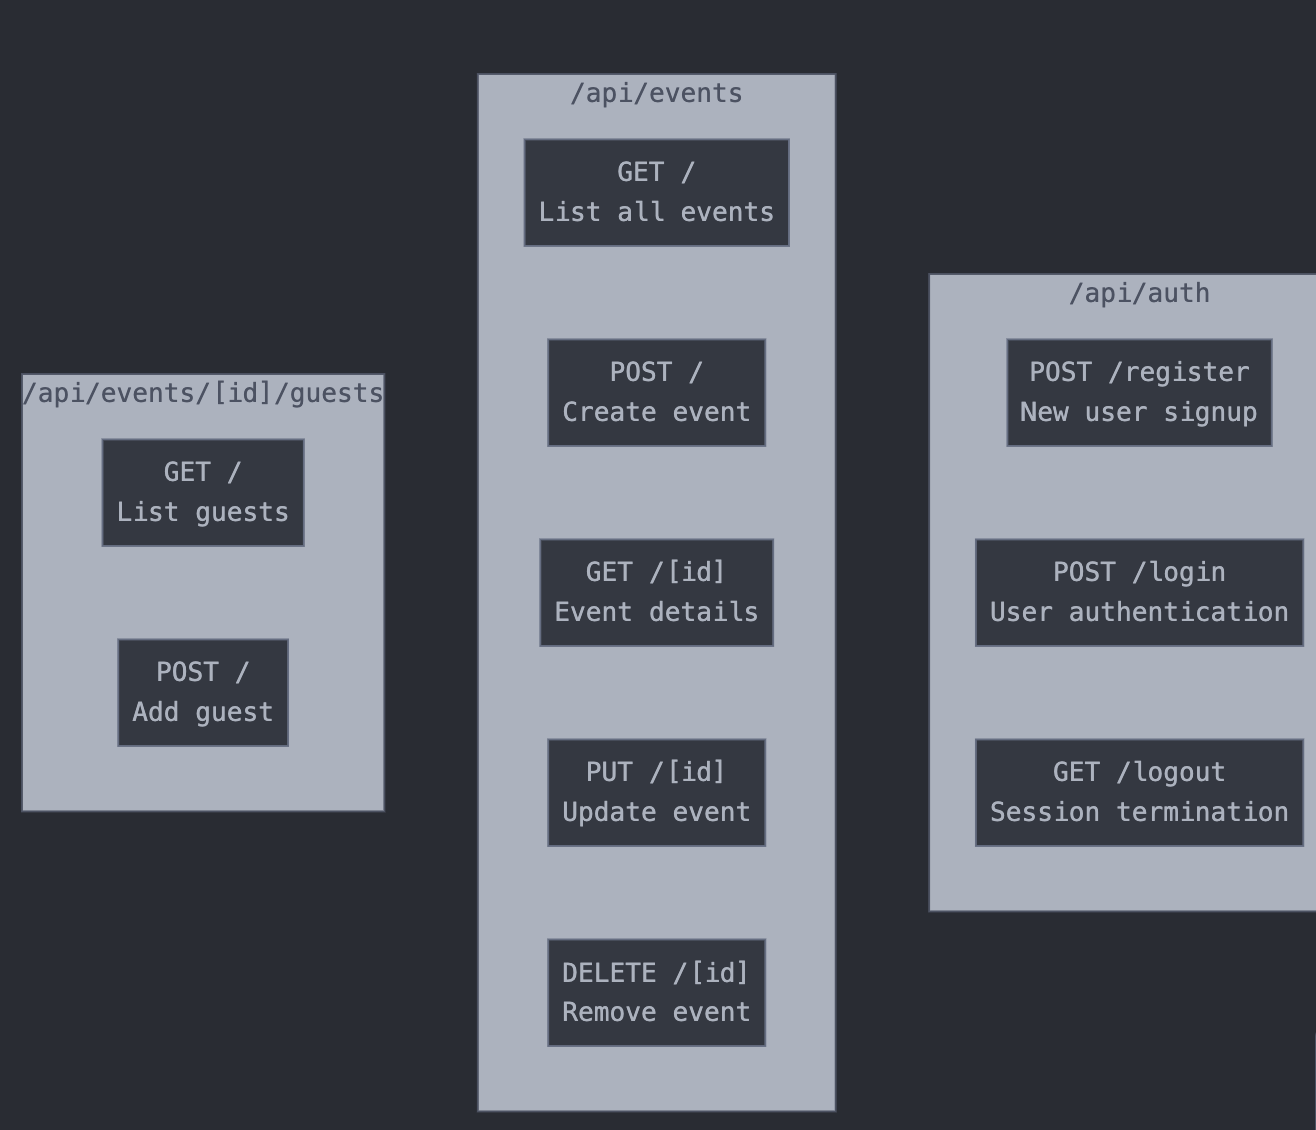 /api/events/[id]/guests
GET /
List guests
POST /
Add guest
/api/events
GET /
List all events
POST /
Create event
GET /[id]
Event details
PUT /[id]
Update event
DELETE /[id]
Remove event
/api/auth
POST /register
New user signup
POST /login
User authentication
GET /logout
Session termination